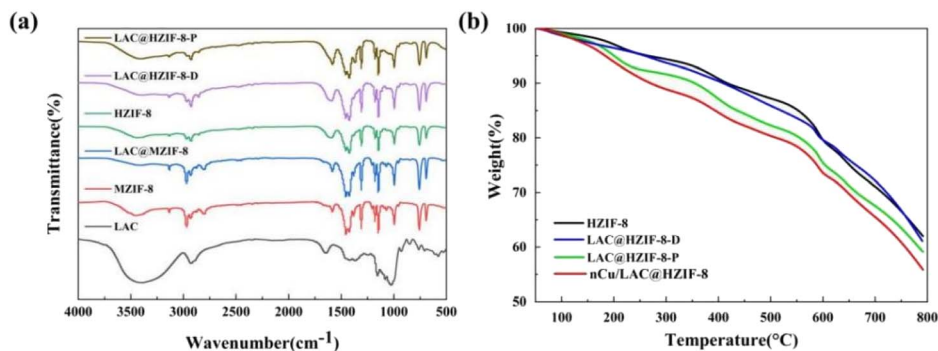 (a)
LAC@HZIF-8-P
LAC@HZIF-8-D
HZIF-8
LAC@MZIF-8
MZIF-8
LAC
Transmittance(%)
4000 3500 3000 2500 2000 1500 1000 500
Wavenumber(cm⁻¹)
(b)
100
90
80
70
60
50
Weight(%)
HZIF-8
LAC@HZIF-8-D
LAC@HZIF-8-P
nCu/LAC@HZIF-8
100 200 300 400 500 600 700 800
Temperature(°C)